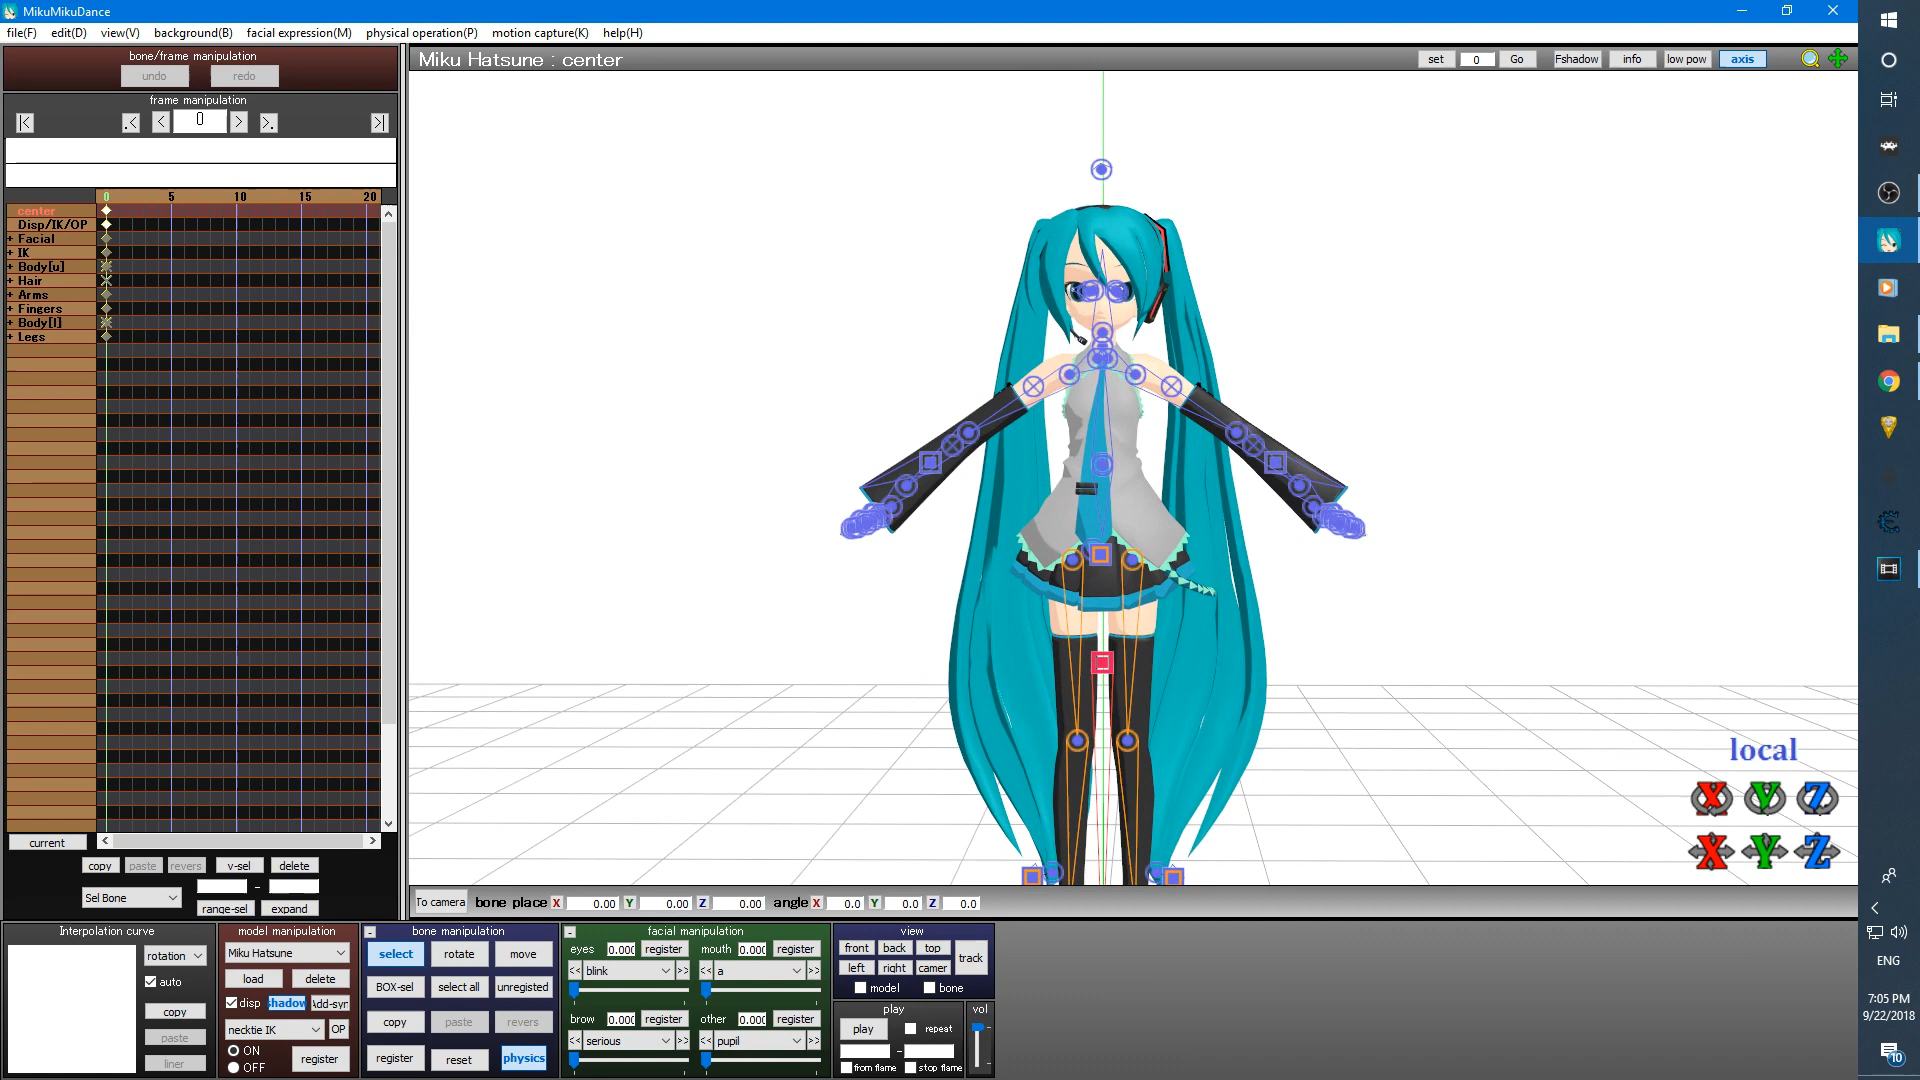 MikuMikuDance
file(F) edit(D) view(V) background(B) facial expression(M) physical operation(P) motion capture(K) help(H)
bone/frame manipulation
undo redo
frame manipulation
|< .< < 0 > >. >|
0 5 10 15 20
center
Disp/IK/OP
+ Facial
+ IK
+ Body[u]
+ Hair
+ Arms
+ Fingers
+ Body[l]
+ Legs
current
copy paste revers v-sel delete
Sel Bone -
range-sel expand
Miku Hatsune : center
set 0 Go Fshadow info low pow axis
local
X Y Z
X Y Z
To camera bone place X 0.00 Y 0.00 Z 0.00 angle X 0.0 Y 0.0 Z 0.0
Interpolation curve
rotation
auto
copy
paste
liner
model manipulation
Miku Hatsune
load delete
disp shadow Add-syn
necktie IK OP
ON
OFF
register
- bone manipulation
select rotate move
BOX-sel select all unregisted
copy paste revers
register reset physics
- facial manipulation
eyes 0.000 register mouth 0.000 register
<< blink >> << a >>
brow 0.000 register other 0.000 register
<< serious >> << pupil >>
view
front back top
left right camer
track
model bone
play
play repeat
-
from flame stop flame
vol
ENG
7:05 PM
9/22/2018
10